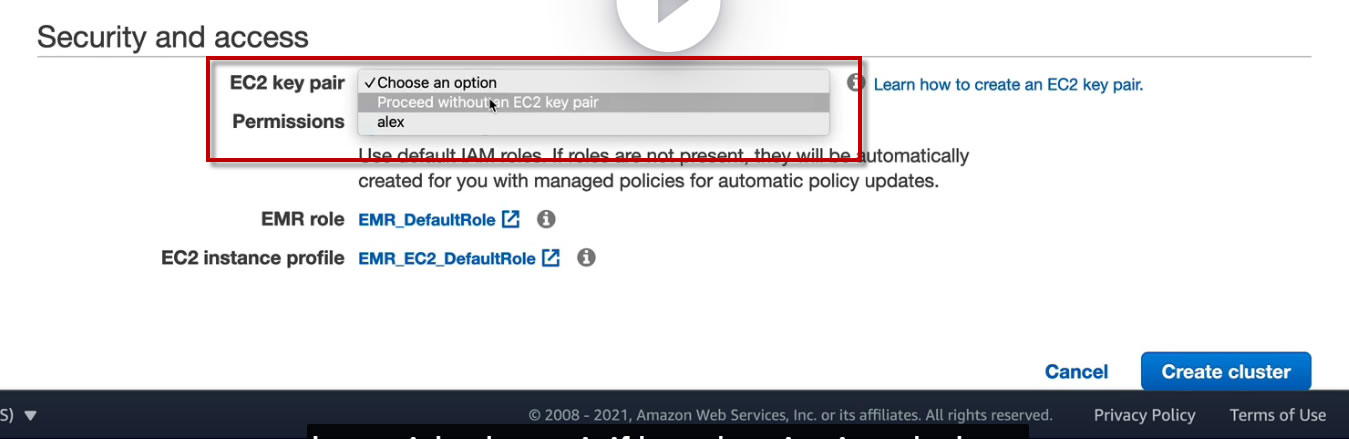 Security and access
EC2 key pair
✓Choose an option
Learn how to create an EC2 key pair.
Proceed without an EC2 key pair
Permissions
alex
Use default IAM roles. If roles are not present, they will be automatically
created for you with managed policies for automatic policy updates.
EMR role EMR_DefaultRole
EC2 instance profile EMR_EC2_DefaultRole
Cancel Create cluster
S) © 2008 - 2021, Amazon Web Services, Inc. or its affiliates. All rights reserved. Privacy Policy Terms of Use